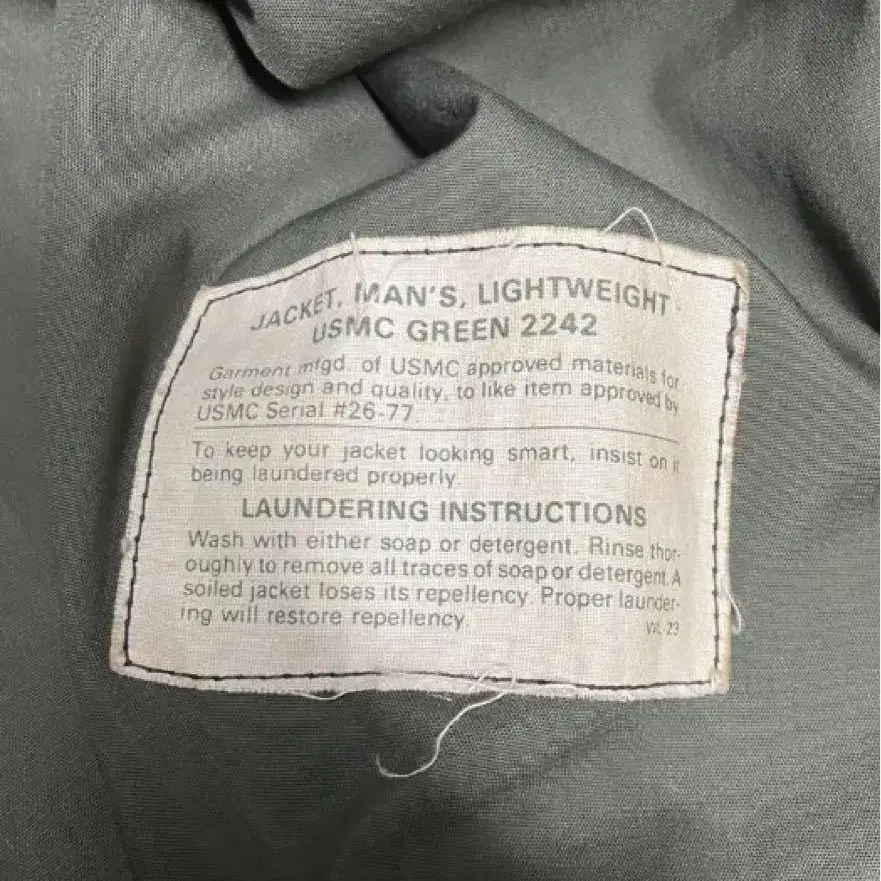 JACKET, MAN'S, LIGHTWEIGHT
USMC GREEN 2242
Garment mfgd. of USMC approved materials for
style design and quality, to like item approved by
USMC Serial #26-77
To keep your jacket looking smart, insist on it
being laundered properly.
LAUNDERING INSTRUCTIONS
Wash with either soap or detergent. Rinse thor-
oughly to remove all traces of soap or detergent. A
soiled jacket loses its repellency. Proper launder-
ing will restore repellency.
WL-23